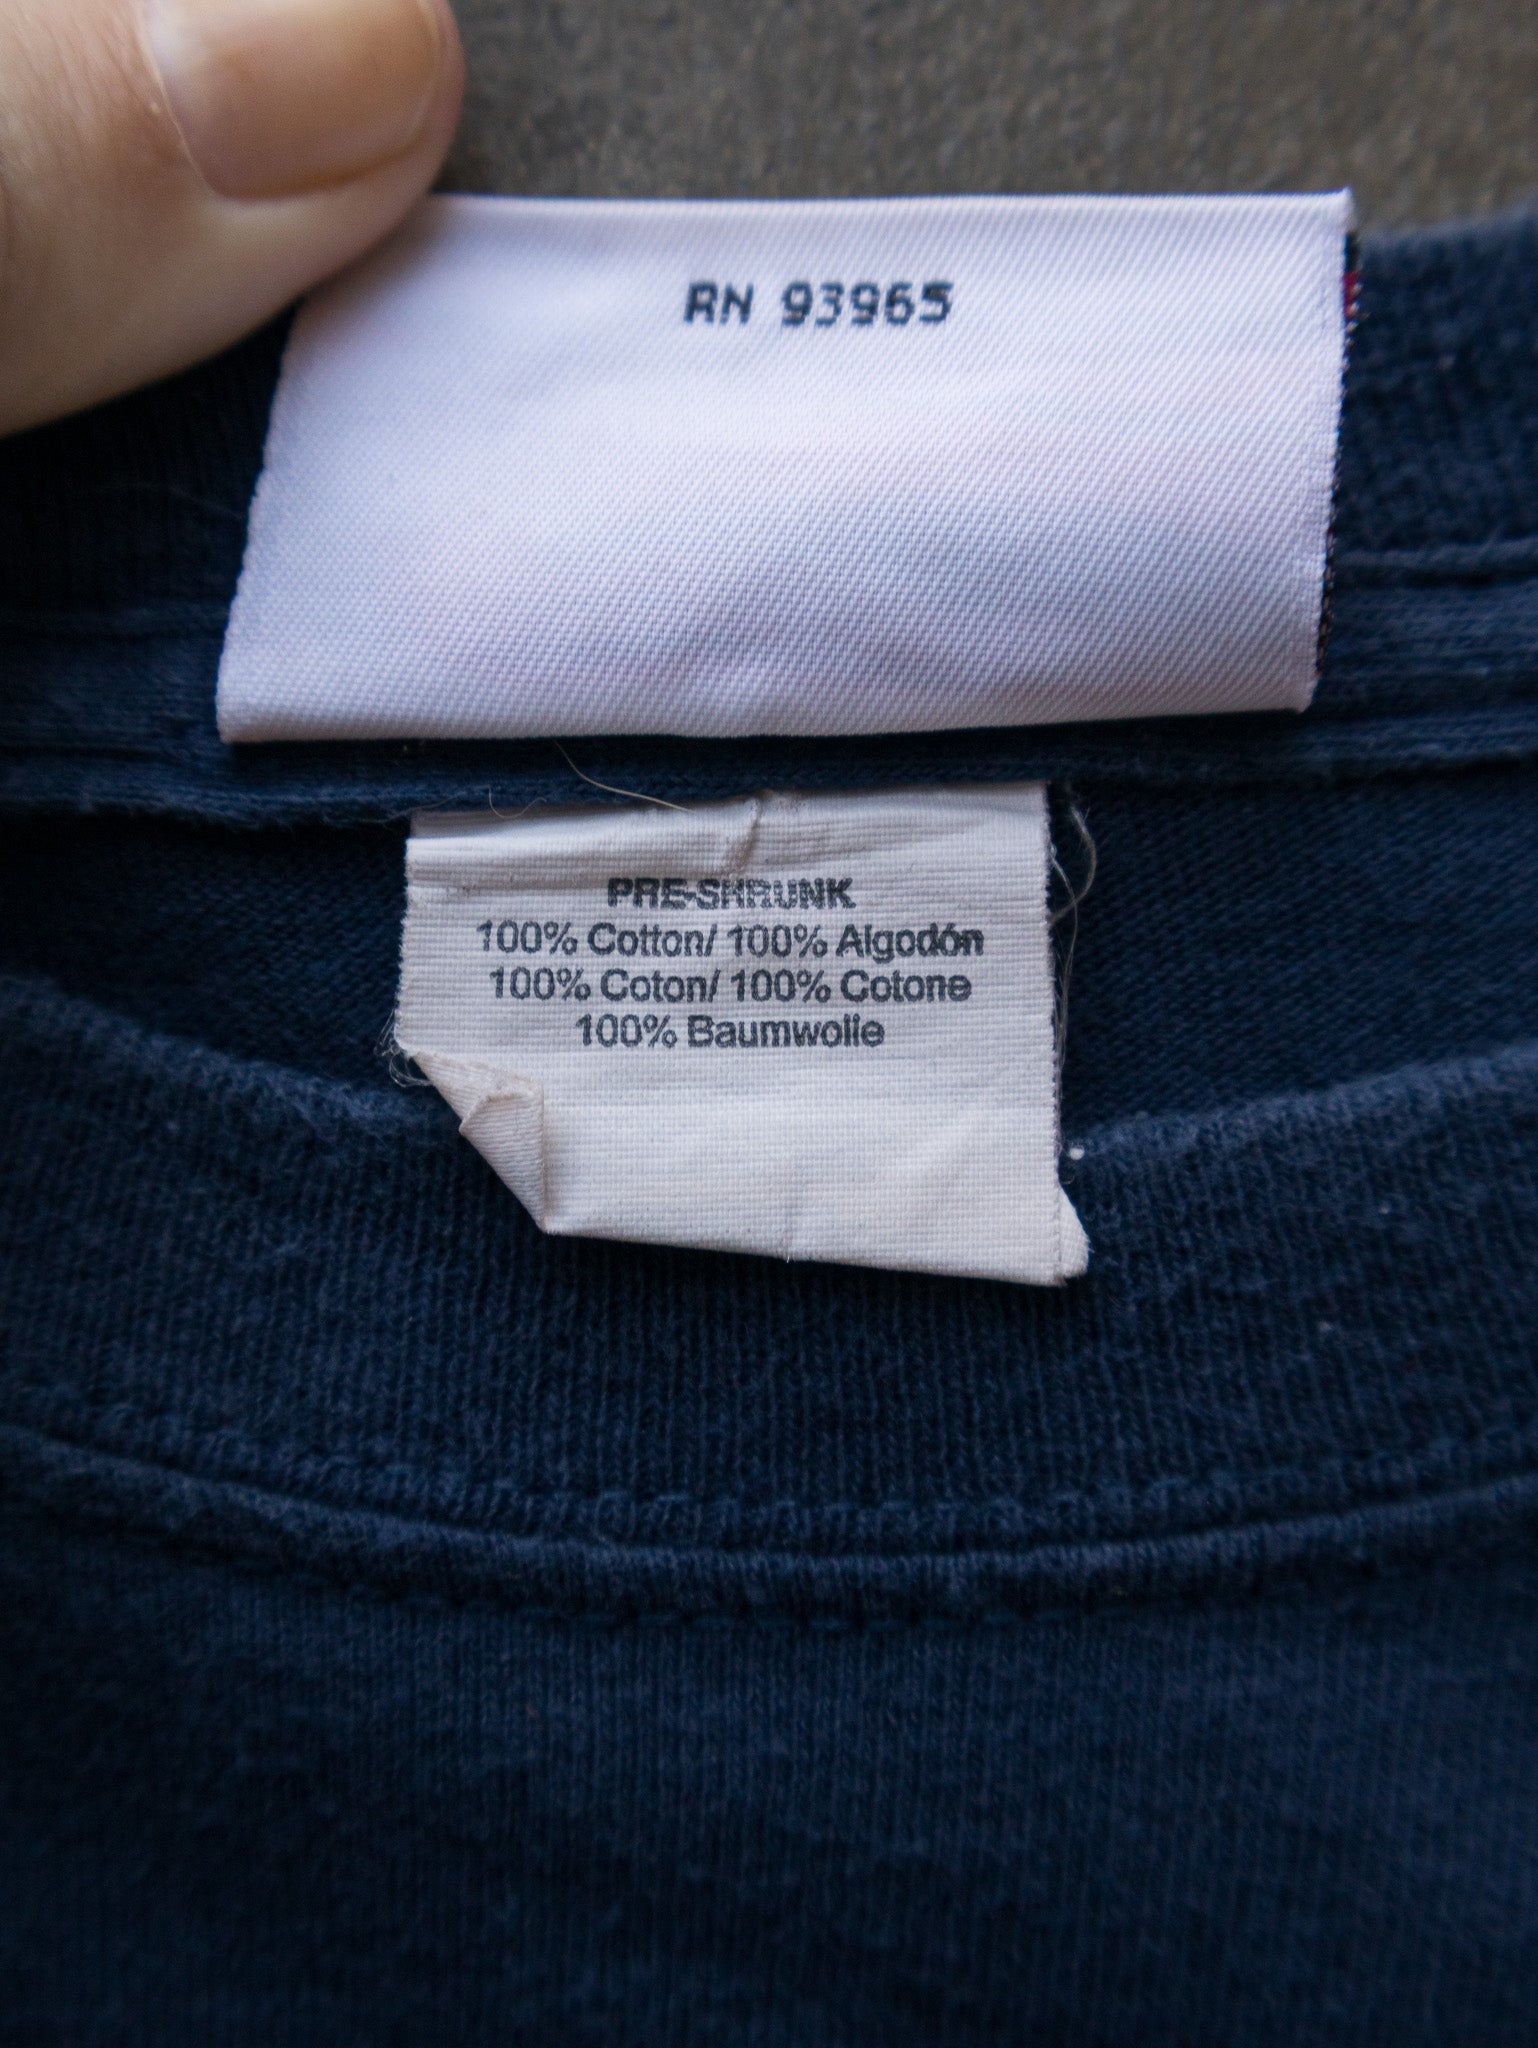 RN 93965
PRE-SHRUNK
100% Cotton/ 100% Algodón
100% Coton/ 100% Cotone
100% Baumwolle